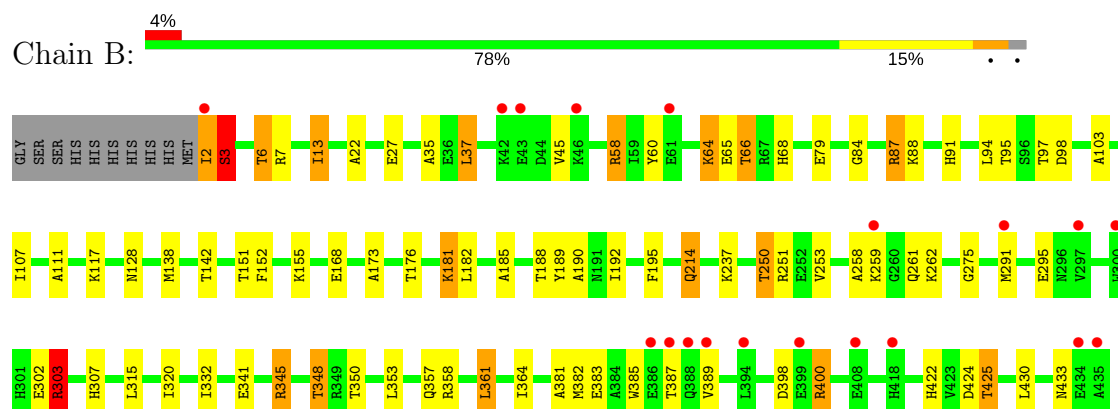 4%
Chain B:
78% 15% • •
GLY SER SER HIS HIS HIS HIS HIS HIS MET I2 S3 T6 R7 I13 A22 E27 A35 E36 L37 K42 E43 D44 V45 K46 R58 I59 Y60 E61 K64 E65 T66 R67 H68 E79 G84 R87 K88 H91 L94 T95 S96 T97 D98 A103
I107 A111 K117 N128 M138 T142 T151 F152 K155 E168 A173 T176 K181 L182 A185 T188 Y189 A190 N191 I192 F195 Q214 K237 T250 R251 E252 V253 A258 K259 G260 Q261 K262 G275 M291 E295 N296 V297
H301 E302 R303 H307 L315 I320 I332 E341 R345 T348 R349 T350 L353 Q357 R358 L361 I364 A381 M382 E383 A384 W385 E386 T387 Q388 V389 L394 D398 E399 R400 E408 H418 H422 V423 D424 T425 L430 N433 E434 A435